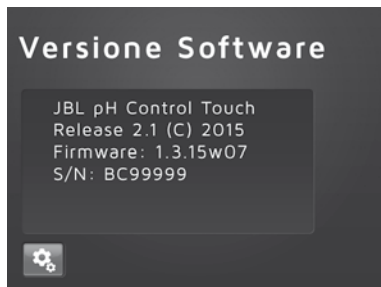 Versione Software
JBL pH Control Touch
Release 2.1 (C) 2015
Firmware: 1.3.15w07
S/N: BC99999